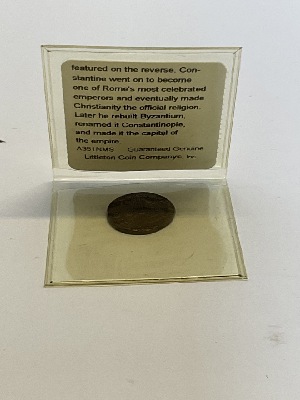 featured on the reverse. Con-
stantine went on to become
one of Rome's most celebrated
emperors and eventually made
Christianity the official religion.
Later he rebuilt Byzantium,
renamed it Constantinople,
and made it the capital of
the empire.
Guaranteed Genuine
Littleton Coin Company